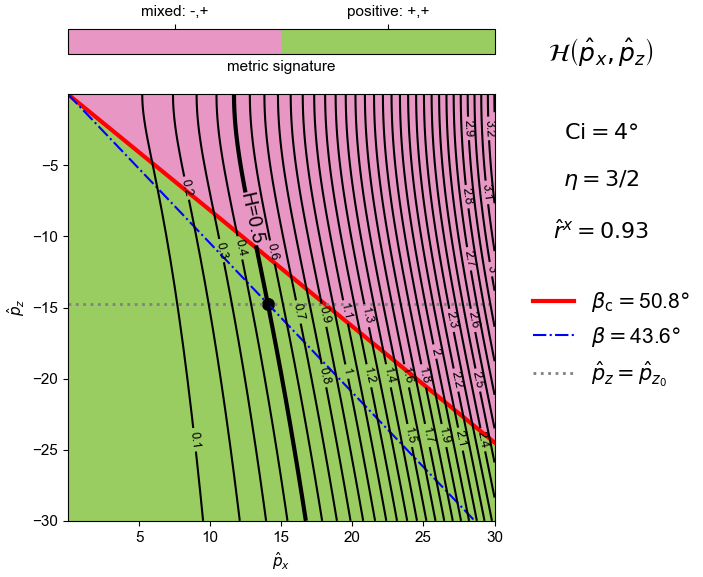 mixed: -,+ positive: +,+
metric signature
ℋ(p̂ₓ, p̂_z)
Ci = 4°
η = 3/2
r̂ˣ = 0.93
β_c = 50.8°
β = 43.6°
p̂_z = p̂_z₀
−5
−10
−15
−20
−25
−30
p̂_z
5 10 15 20 25 30
p̂ₓ
H=0.5
0.1
0.2
0.3
0.4
0.6
0.7
0.8
0.9
1
1.1
1.2
1.3
1.4
1.5
1.6
1.7
1.8
1.9
2
2.1
2.2
2.3
2.4
2.5
2.6
2.7
2.8
2.9
3.1
3.2